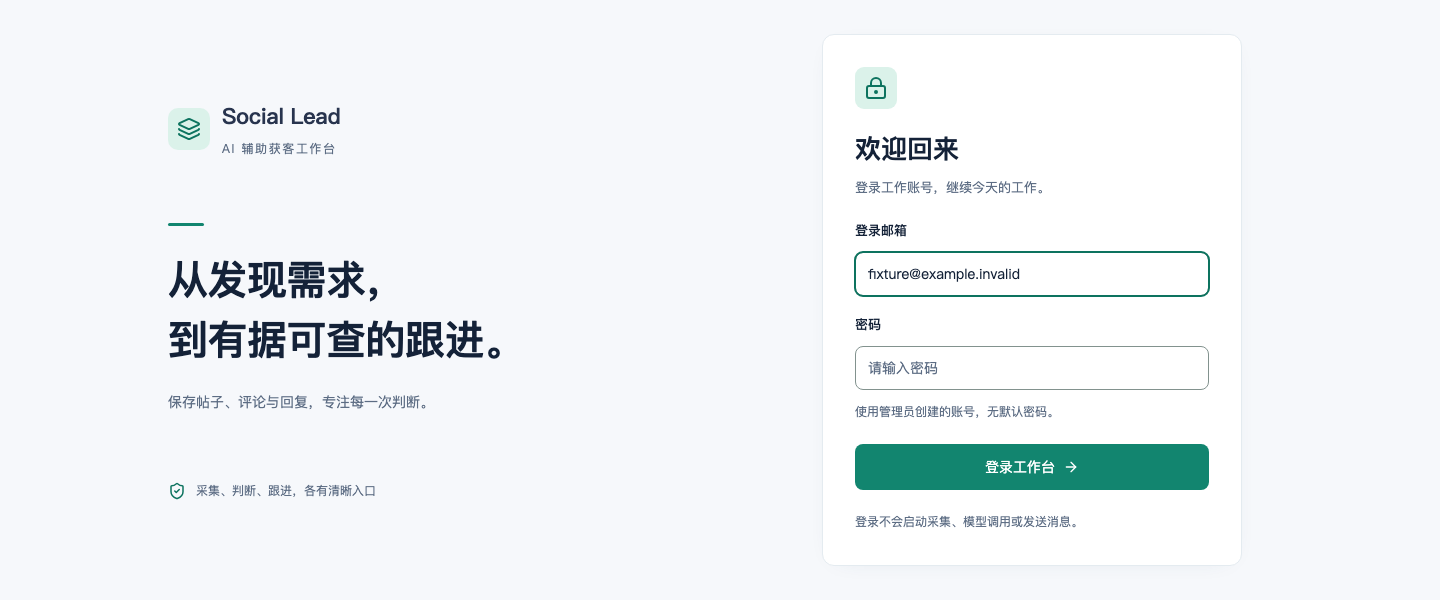 Social Lead
AI 辅助获客工作台
从发现需求，
到有据可查的跟进。
保存帖子、评论与回复，专注每一次判断。
采集、判断、跟进，各有清晰入口
欢迎回来
登录工作账号，继续今天的工作。
登录邮箱
fixture@example.invalid
密码
请输入密码
使用管理员创建的账号，无默认密码。
登录工作台 →
登录不会启动采集、模型调用或发送消息。